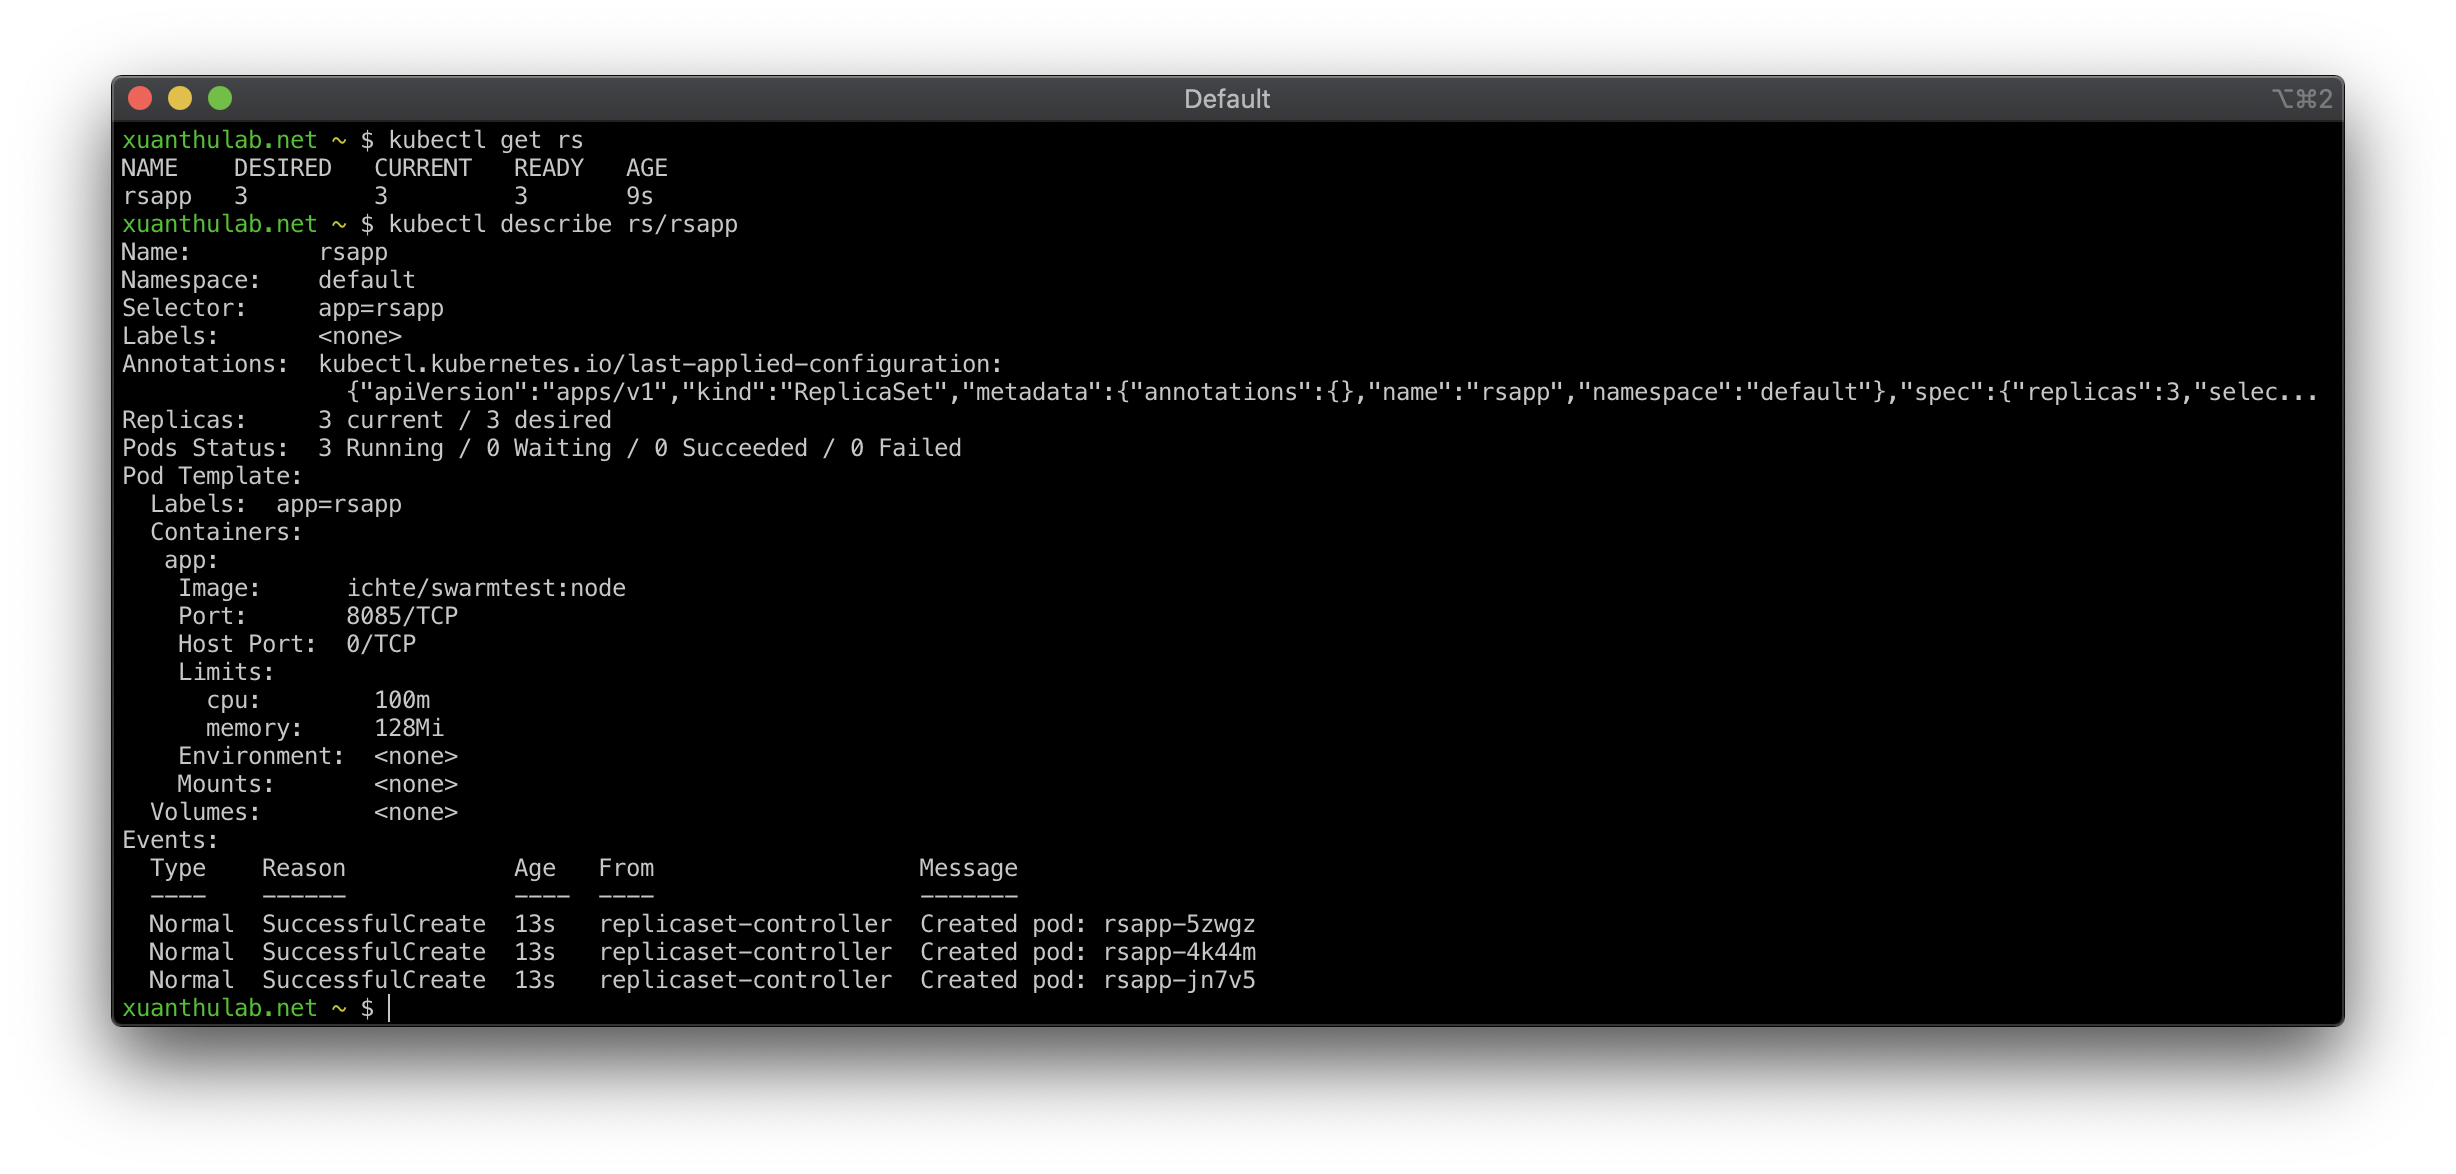 Default
⌥⌘2
xuanthulab.net ~ $ kubectl get rs
NAME    DESIRED   CURRENT   READY   AGE
rsapp   3         3         3       9s
xuanthulab.net ~ $ kubectl describe rs/rsapp
Name:         rsapp
Namespace:    default
Selector:     app=rsapp
Labels:       <none>
Annotations:  kubectl.kubernetes.io/last-applied-configuration:
                {"apiVersion":"apps/v1","kind":"ReplicaSet","metadata":{"annotations":{},"name":"rsapp","namespace":"default"},"spec":{"replicas":3,"selec...
Replicas:     3 current / 3 desired
Pods Status:  3 Running / 0 Waiting / 0 Succeeded / 0 Failed
Pod Template:
  Labels:  app=rsapp
  Containers:
   app:
    Image:      ichte/swarmtest:node
    Port:       8085/TCP
    Host Port:  0/TCP
    Limits:
      cpu:        100m
      memory:     128Mi
    Environment:  <none>
    Mounts:       <none>
  Volumes:        <none>
Events:
  Type    Reason            Age   From                   Message
  ----    ------            ----  ----                   -------
  Normal  SuccessfulCreate  13s   replicaset-controller  Created pod: rsapp-5zwgz
  Normal  SuccessfulCreate  13s   replicaset-controller  Created pod: rsapp-4k44m
  Normal  SuccessfulCreate  13s   replicaset-controller  Created pod: rsapp-jn7v5
xuanthulab.net ~ $